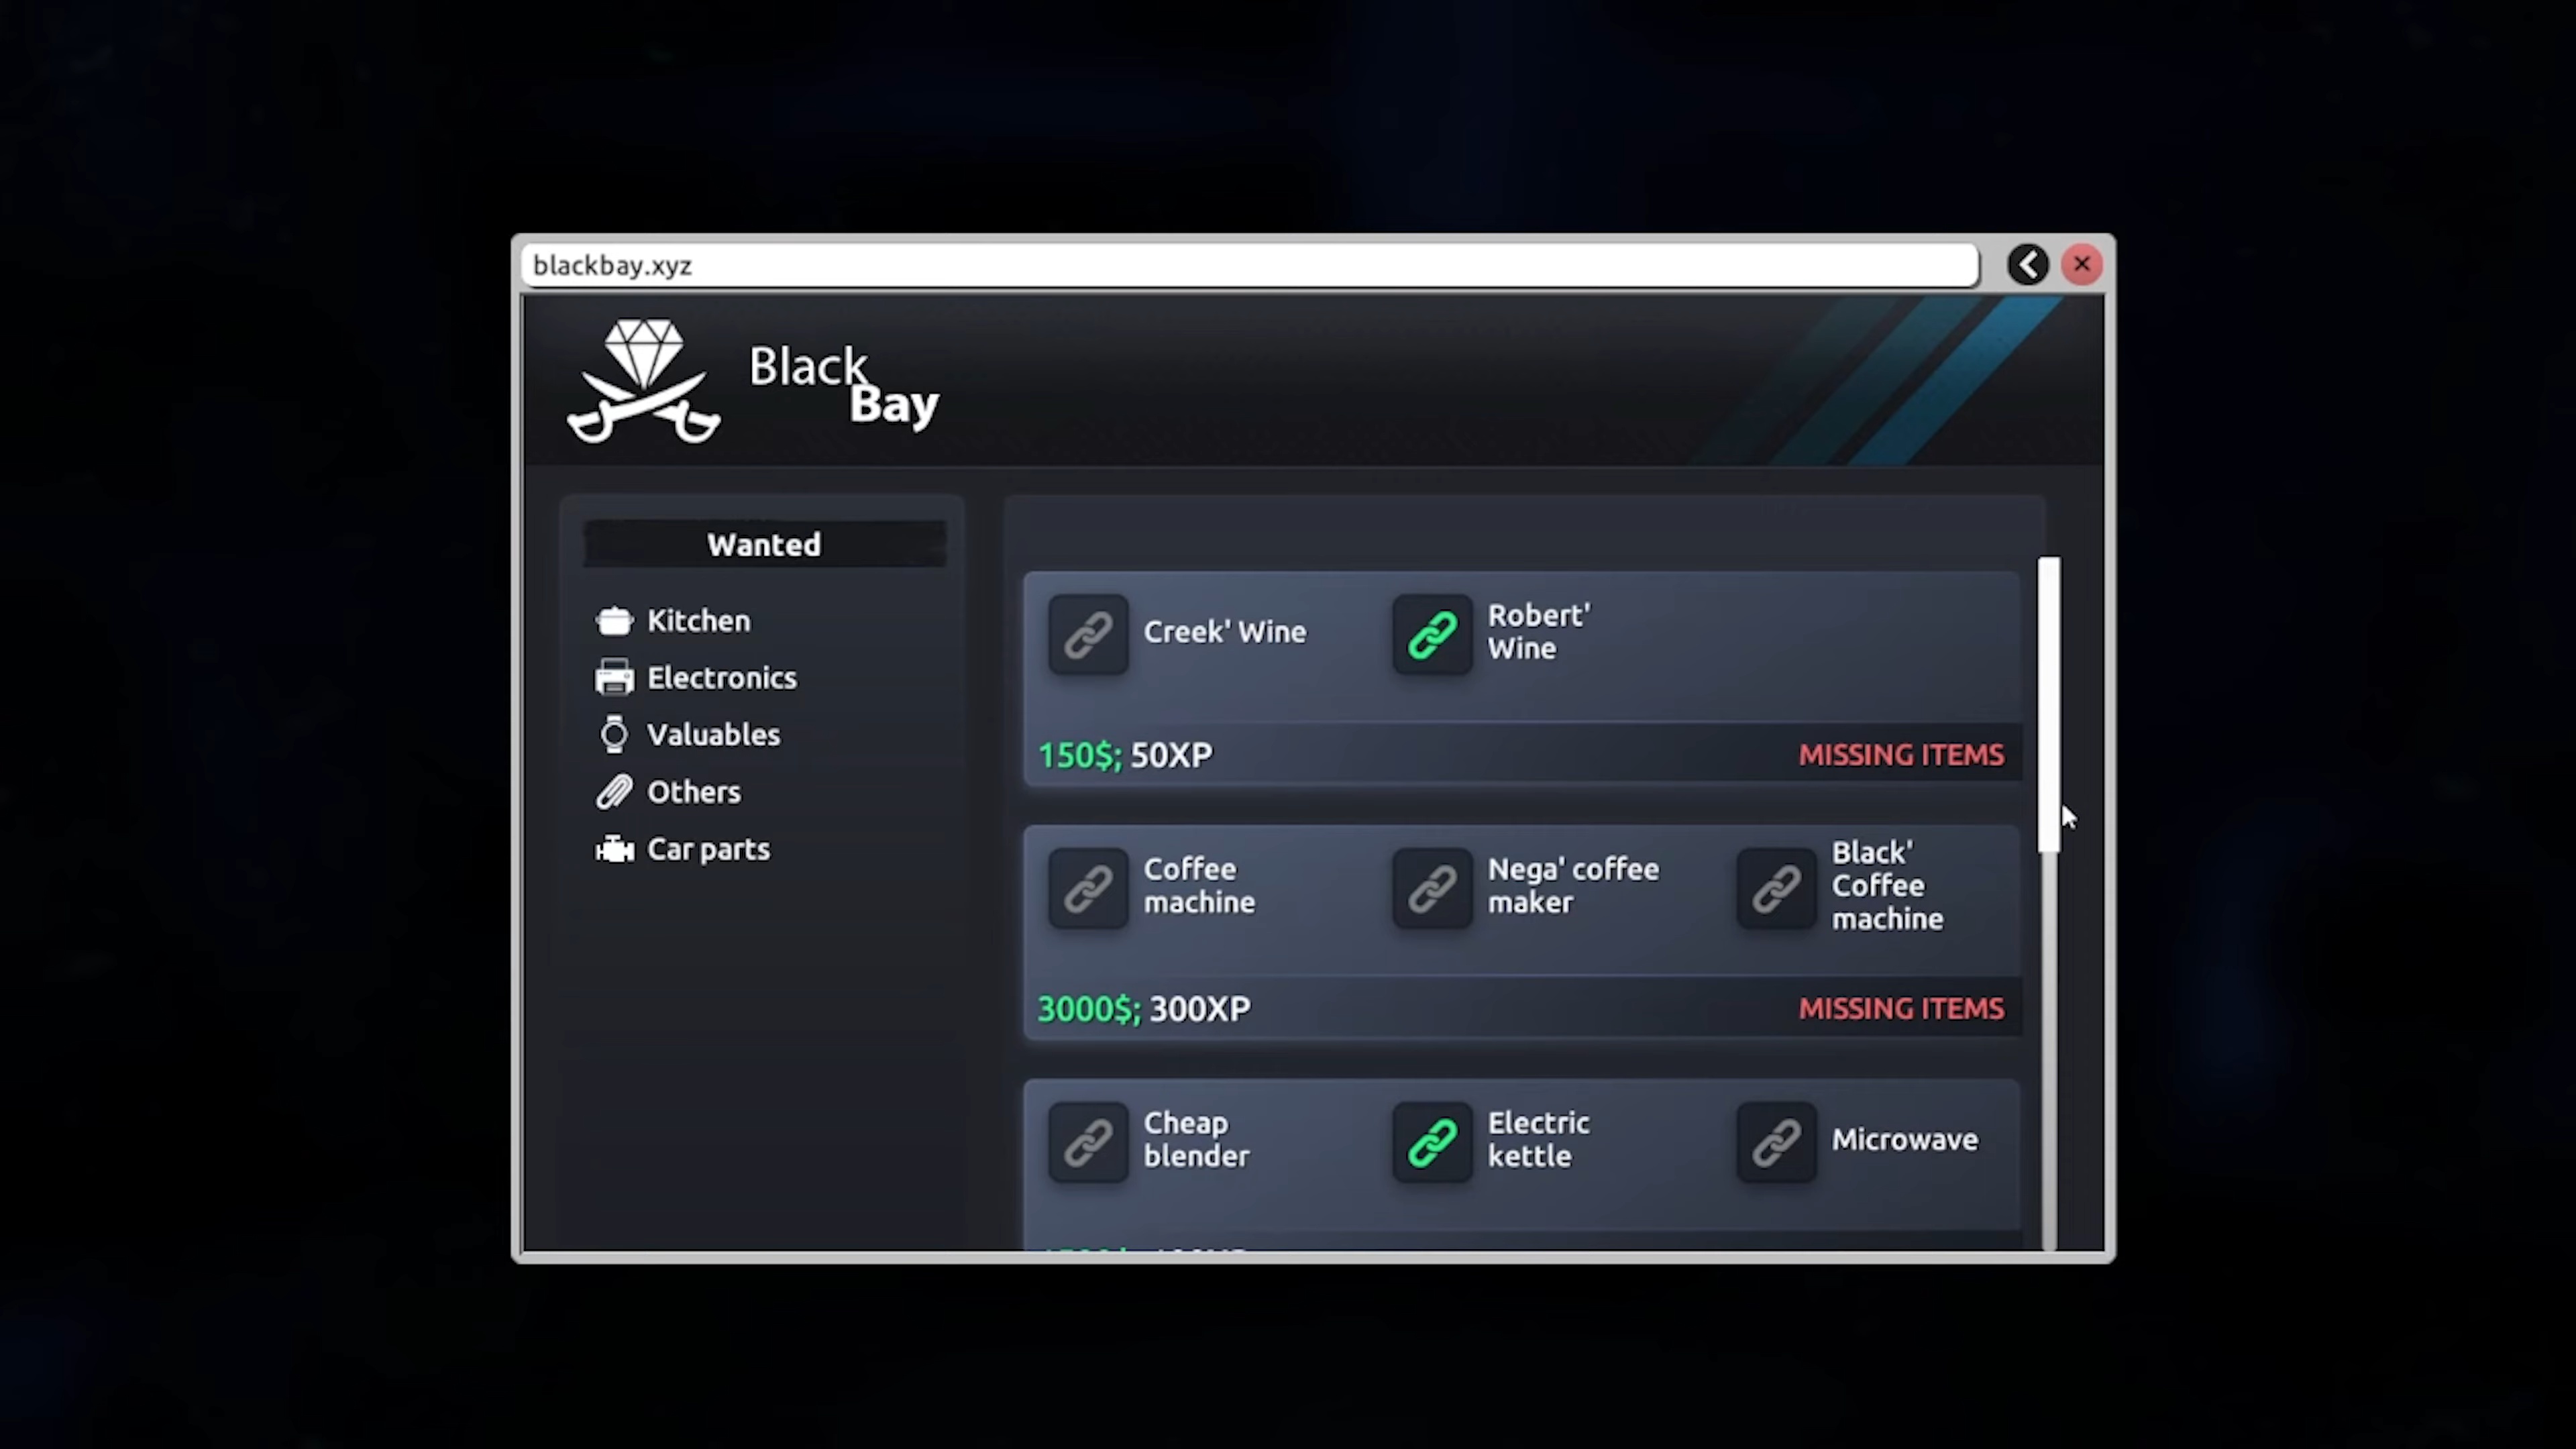 blackbay.xyz
Black
Bay
Wanted
Kitchen
Electronics
Valuables
Others
Car parts
Creek' Wine
Robert'
Wine
150$; 50XP
MISSING ITEMS
Coffee
machine
Nega' coffee
maker
Black'
Coffee
machine
3000$; 300XP
MISSING ITEMS
Cheap
blender
Electric
kettle
Microwave